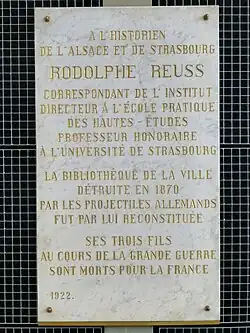 À L'HISTORIEN
DE L'ALSACE ET DE STRASBOURG
RODOLPHE REUSS
CORRESPONDANT DE L'INSTITUT
DIRECTEUR À L'ÉCOLE PRATIQUE
DES HAUTES-ÉTUDES
PROFESSEUR HONORAIRE
À L'UNIVERSITÉ DE STRASBOURG
LA BIBLIOTHÈQUE DE LA VILLE
DÉTRUITE EN 1870
PAR LES PROJECTILES ALLEMANDS
FUT PAR LUI RECONSTITUÉE
SES TROIS FILS
AU COURS DE LA GRANDE GUERRE
SONT MORTS POUR LA FRANCE
1922.